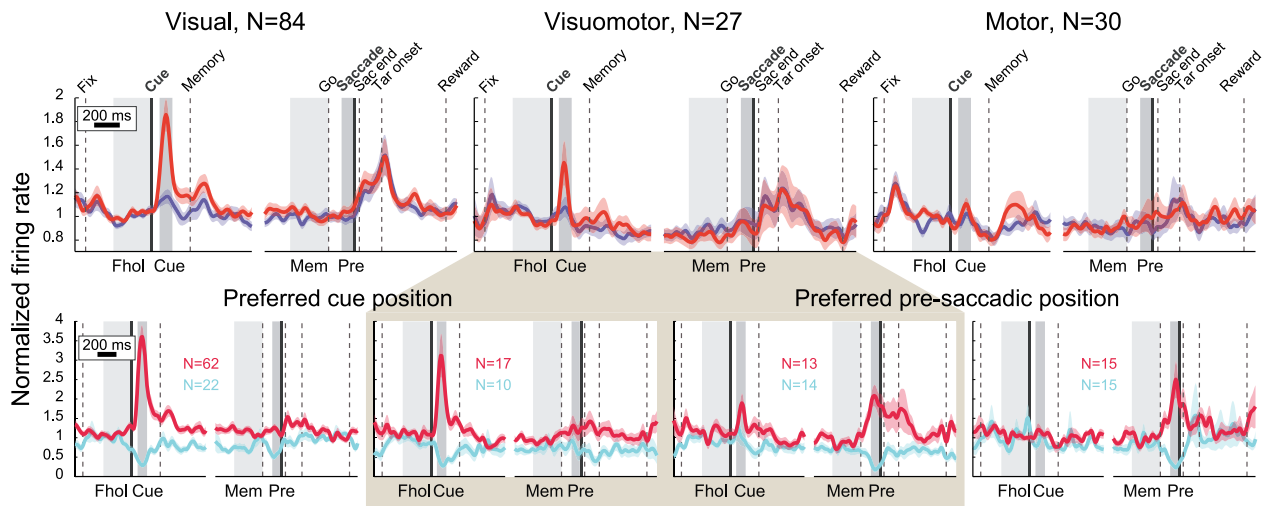 Visual, N=84
Visuomotor, N=27
Motor, N=30
Fix
Cue
Memory
Go
Saccade
Sac end
Tar onset
Reward
Fix
Cue
Memory
Go
Saccade
Sac end
Tar onset
Reward
Fix
Cue
Memory
Go
Saccade
Sac end
Tar onset
Reward
Normalized firing rate
2
1.8
1.6
1.4
1.2
1
0.8
200 ms
Fhol Cue
Mem Pre
Fhol Cue
Mem Pre
Fhol Cue
Mem Pre
Preferred cue position
Preferred pre-saccadic position
4
3.5
3
2.5
2
1.5
1
0.5
0
200 ms
N=62
N=22
N=17
N=10
N=13
N=14
N=15
N=15
Fhol Cue
Mem Pre
Fhol Cue
Mem Pre
Fhol Cue
Mem Pre
Fhol Cue
Mem Pre